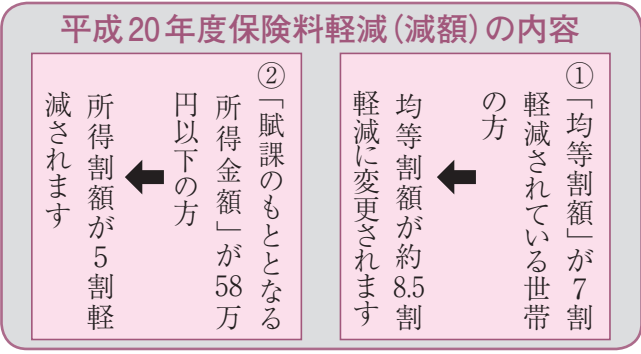 平成20年度保険料軽減(減額)の内容
①「均等割額」が7割
軽減されている世帯
の方
均等割額が約8.5割
軽減に変更されます
②「賦課のもととなる
所得金額」が58万
円以下の方
所得割額が5割軽
減されます